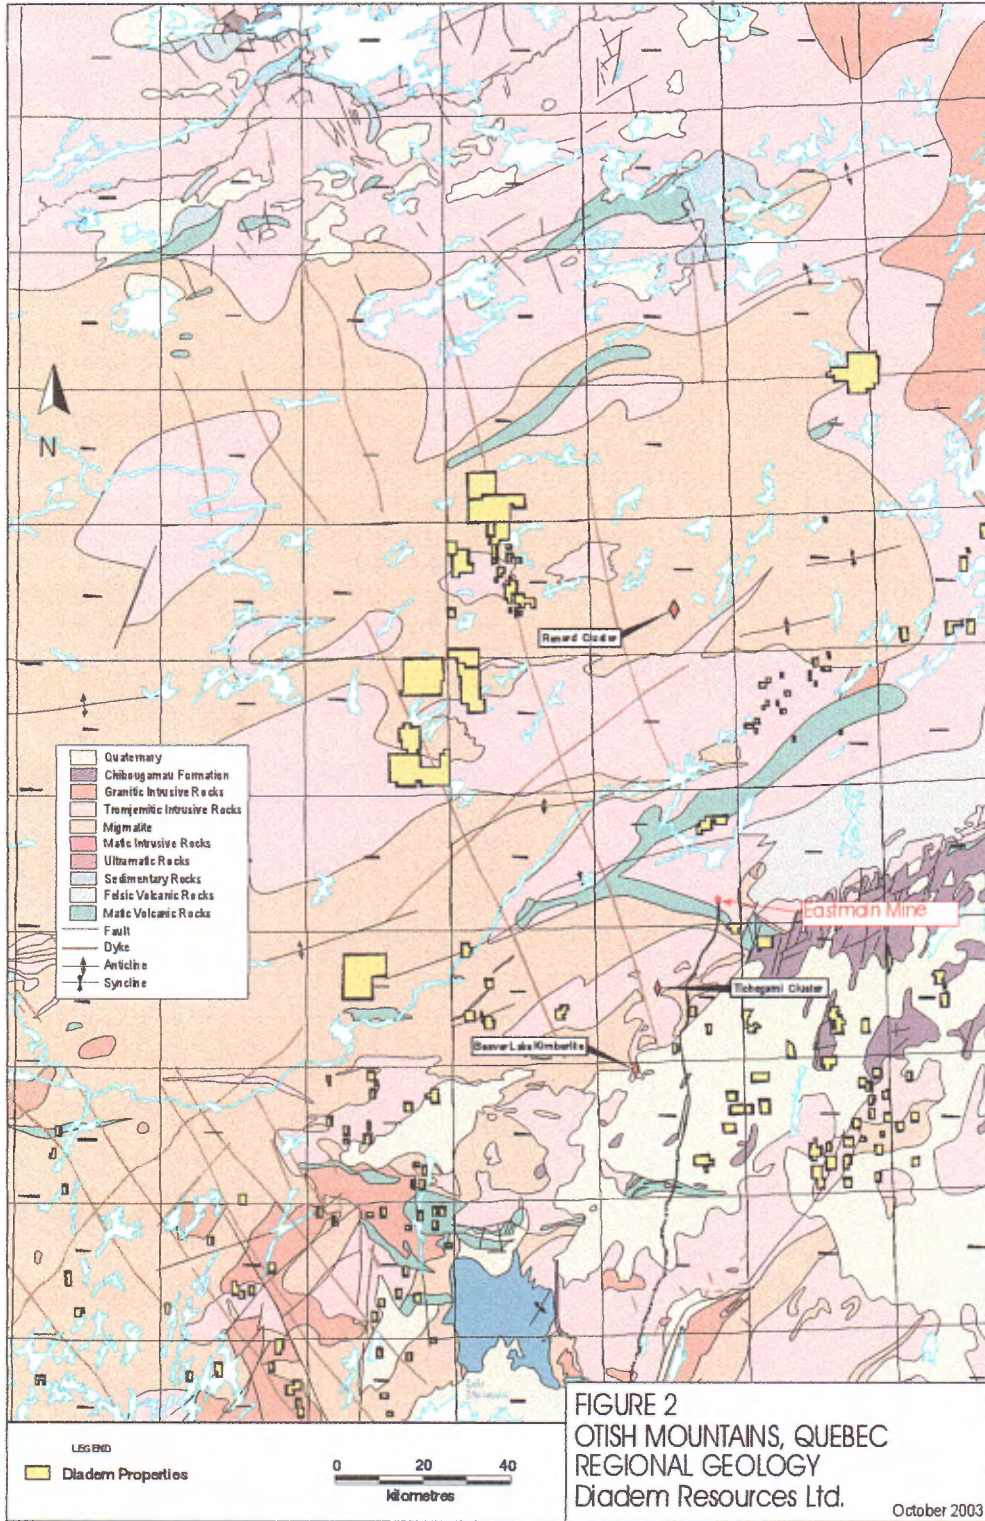 N
Renard Cluster
Quaternary
Chibougamau Formation
Granitic Intrusive Rocks
Tronjemitic Intrusive Rocks
Migmatite
Mafic Intrusive Rocks
Ultramafic Rocks
Sedimentary Rocks
Felsic Volcanic Rocks
Mafic Volcanic Rocks
Fault
Dyke
Anticline
Syncline
Eastmain Mine
Tichegami Cluster
Beaver Lake Kimberlite
Lake
LEGEND
Diadem Properties
0 20 40
kilometres
FIGURE 2
OTISH MOUNTAINS, QUEBEC
REGIONAL GEOLOGY
Diadem Resources Ltd.
October 2003